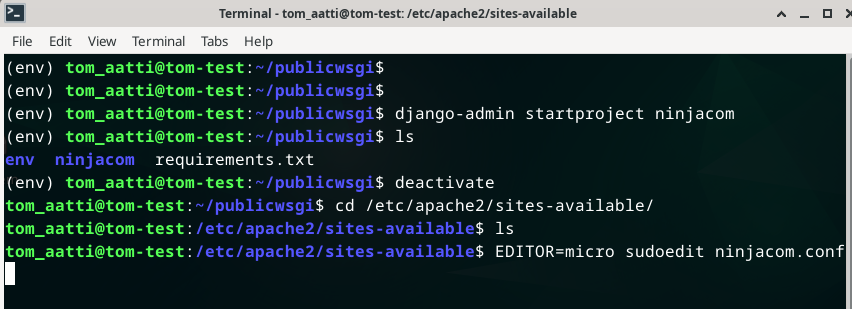 Terminal - tom_aatti@tom-test: /etc/apache2/sites-available
File Edit View Terminal Tabs Help
(env) tom_aatti@tom-test:~/publicwsgi$
(env) tom_aatti@tom-test:~/publicwsgi$
(env) tom_aatti@tom-test:~/publicwsgi$ django-admin startproject ninjacom
(env) tom_aatti@tom-test:~/publicwsgi$ ls
env  ninjacom  requirements.txt
(env) tom_aatti@tom-test:~/publicwsgi$ deactivate
tom_aatti@tom-test:~/publicwsgi$ cd /etc/apache2/sites-available/
tom_aatti@tom-test:/etc/apache2/sites-available$ ls
tom_aatti@tom-test:/etc/apache2/sites-available$ EDITOR=micro sudoedit ninjacom.conf